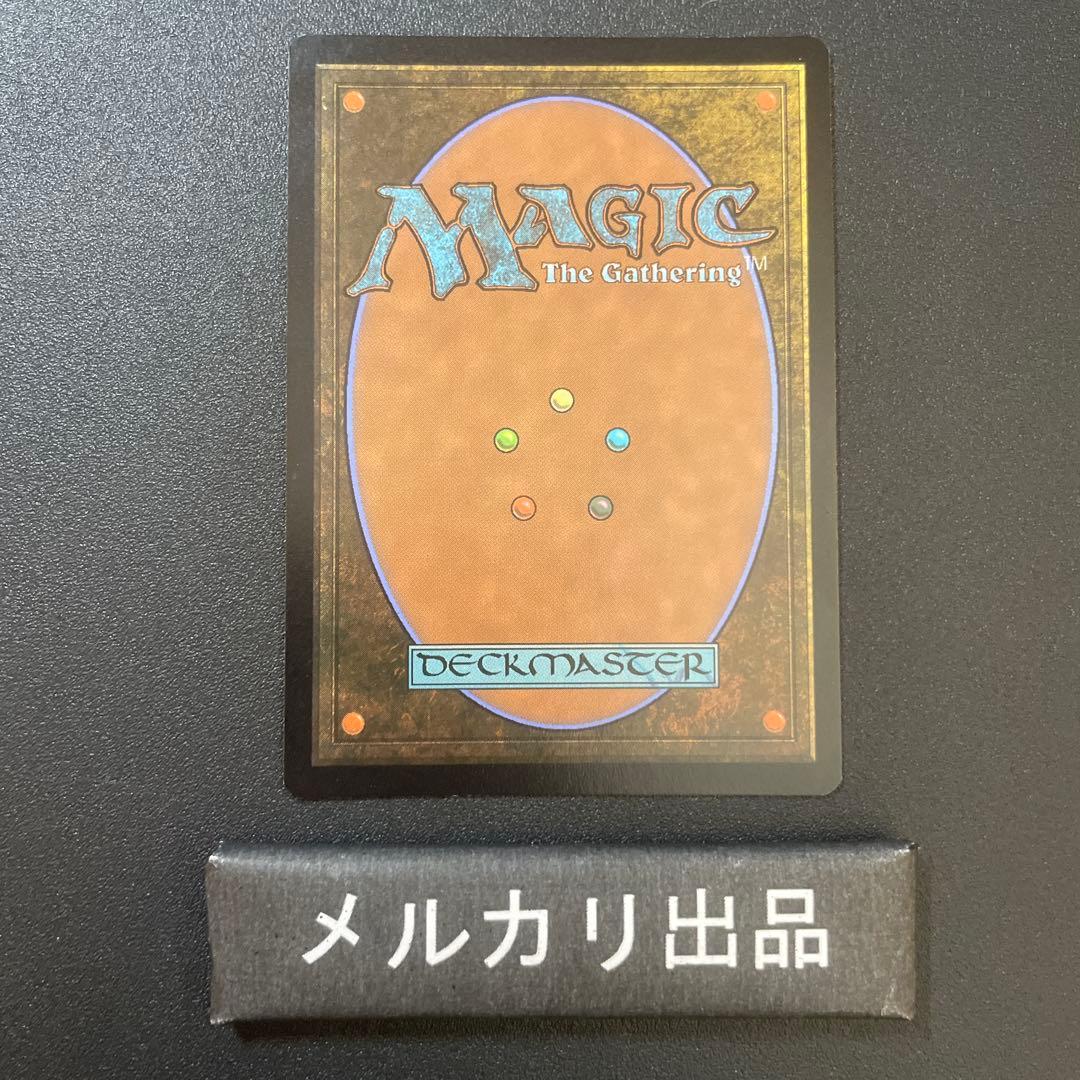 MAGIC
The Gathering™
DECKMASTER
メルカリ出品